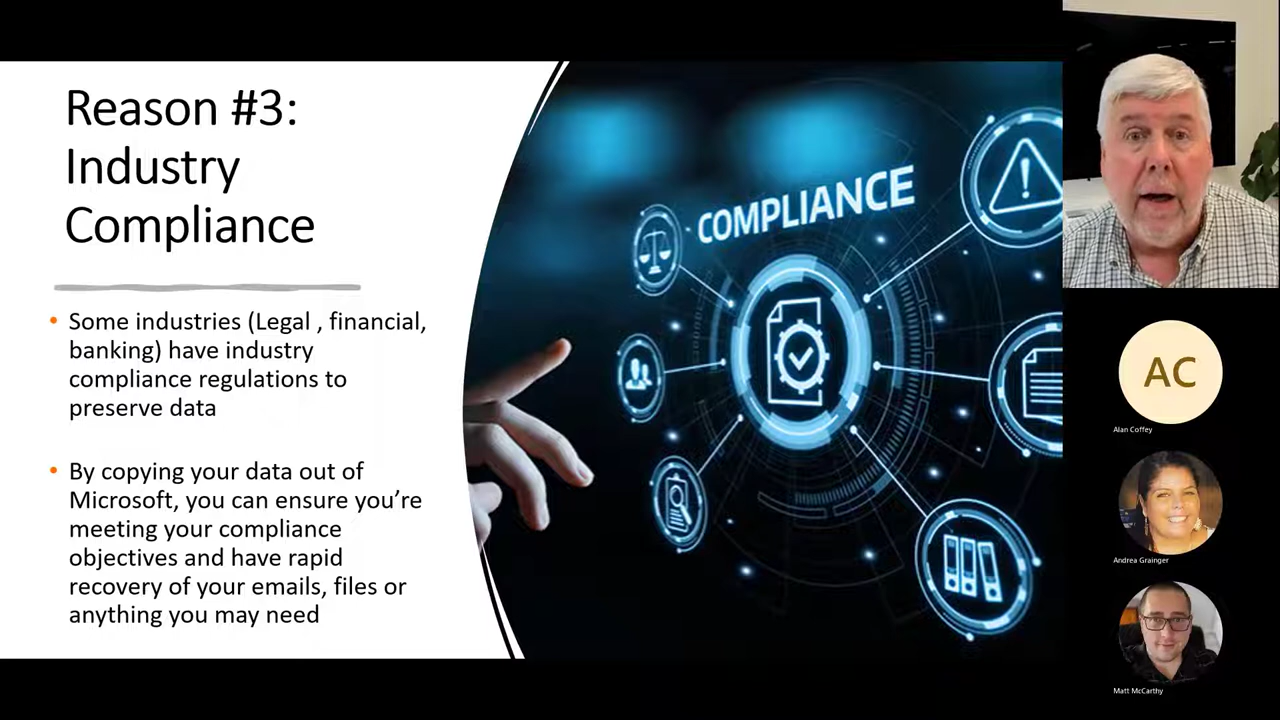 Reason #3:
Industry
Compliance
• Some industries (Legal , financial,
banking) have industry
compliance regulations to
preserve data
• By copying your data out of
Microsoft, you can ensure you’re
meeting your compliance
objectives and have rapid
recovery of your emails, files or
anything you may need
COMPLIANCE
AC
Alan Coffey
Andrea Grainger
Matt McCarthy